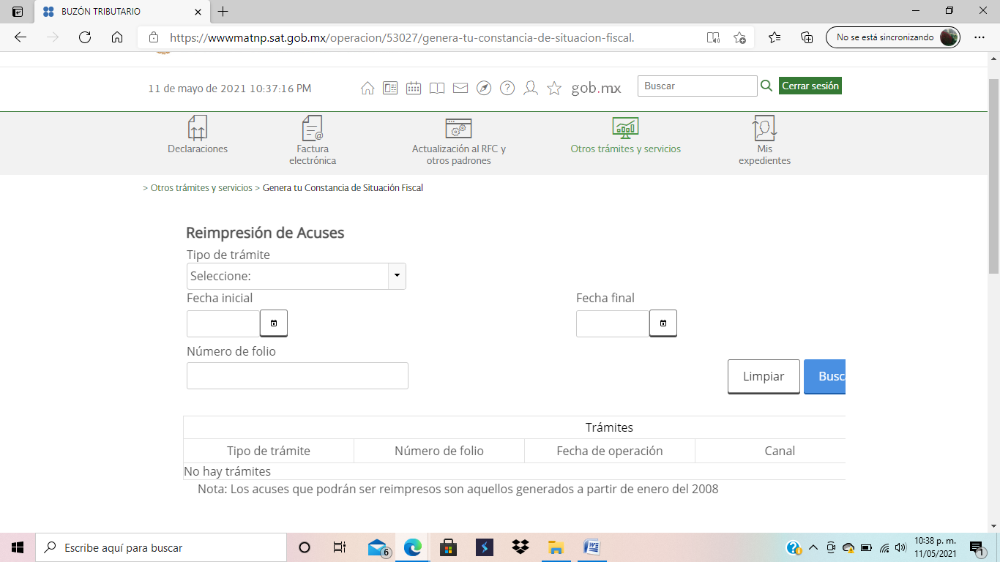 BUZÓN TRIBUTARIO
https://wwwmatnp.sat.gob.mx/operacion/53027/genera-tu-constancia-de-situacion-fiscal.
No se está sincronizando
11 de mayo de 2021 10:37:16 PM
gob.mx
Buscar
Cerrar sesión
Declaraciones
Factura
electrónica
Actualización al RFC y
otros padrones
Otros trámites y servicios
Mis
expedientes
> Otros trámites y servicios > Genera tu Constancia de Situación Fiscal
Reimpresión de Acuses
Tipo de trámite
Seleccione:
Fecha inicial
Fecha final
Número de folio
Limpiar
Busc
Trámites
Tipo de trámite
Número de folio
Fecha de operación
Canal
No hay trámites
Nota: Los acuses que podrán ser reimpresos son aquellos generados a partir de enero del 2008
Escribe aquí para buscar
6
10:38 p. m.
11/05/2021
1